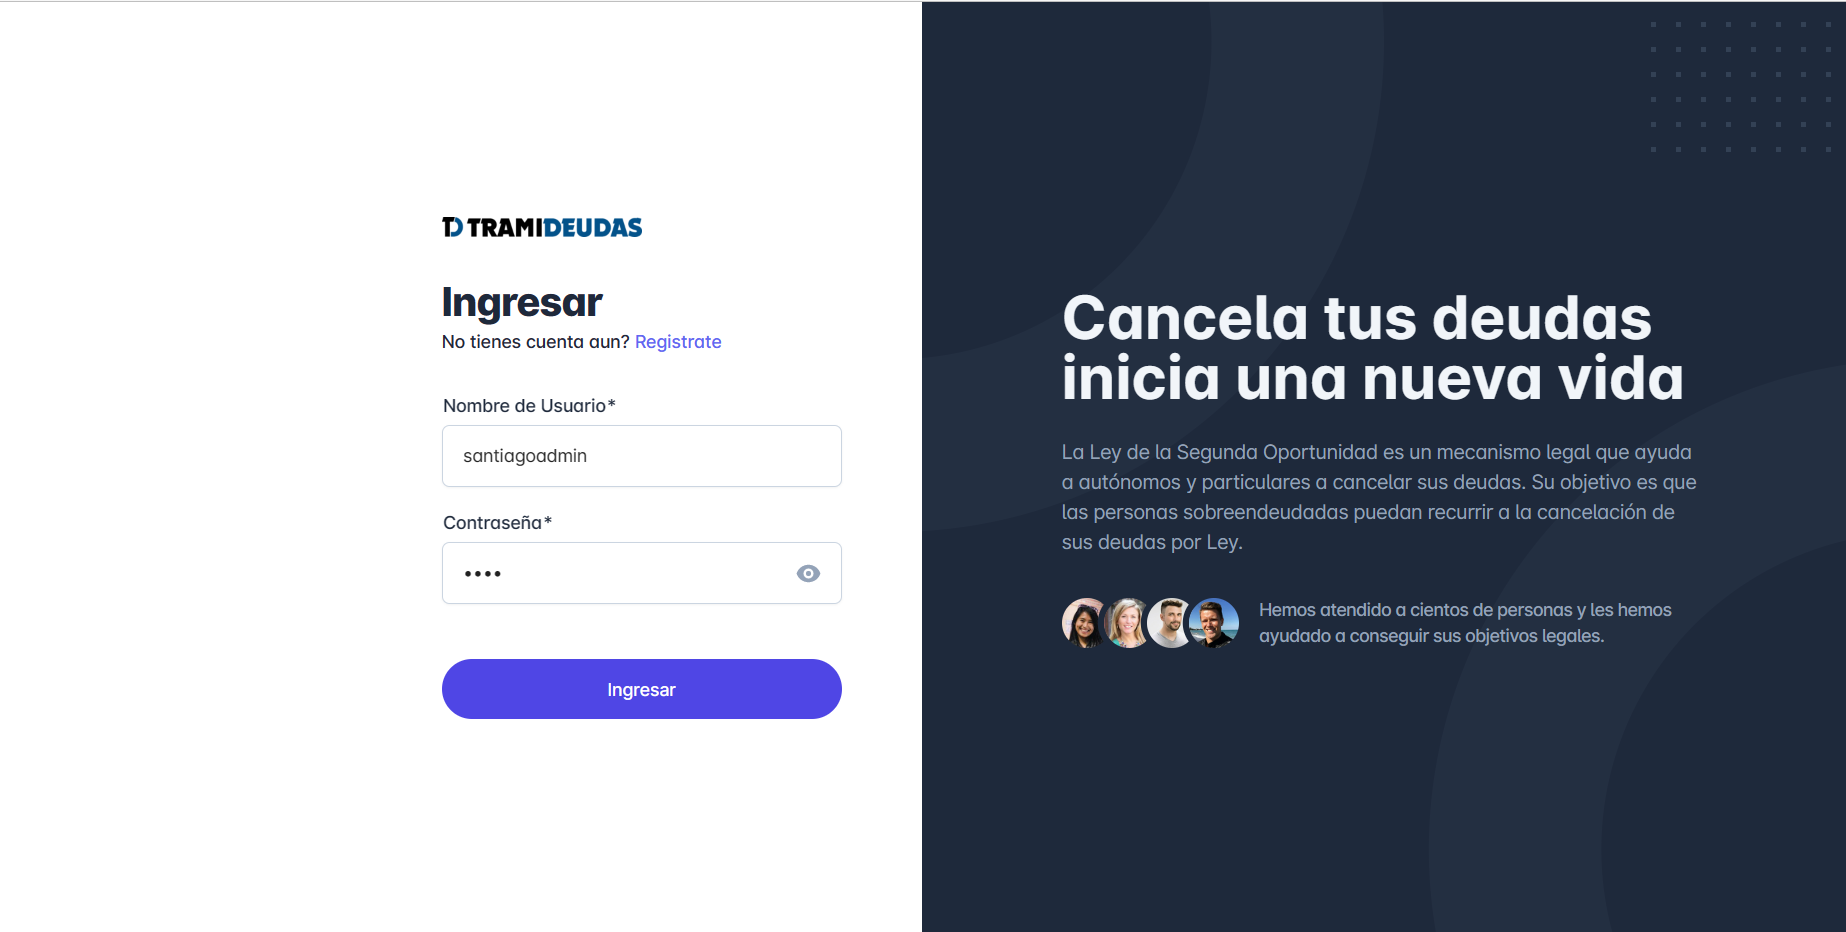 TD TRAMIDEUDAS
Ingresar
No tienes cuenta aun? Registrate
Nombre de Usuario*
santiagoadmin
Contraseña*
••••
Ingresar
Cancela tus deudas
inicia una nueva vida
La Ley de la Segunda Oportunidad es un mecanismo legal que ayuda
a autónomos y particulares a cancelar sus deudas. Su objetivo es que
las personas sobreendeudadas puedan recurrir a la cancelación de
sus deudas por Ley.
Hemos atendido a cientos de personas y les hemos
ayudado a conseguir sus objetivos legales.